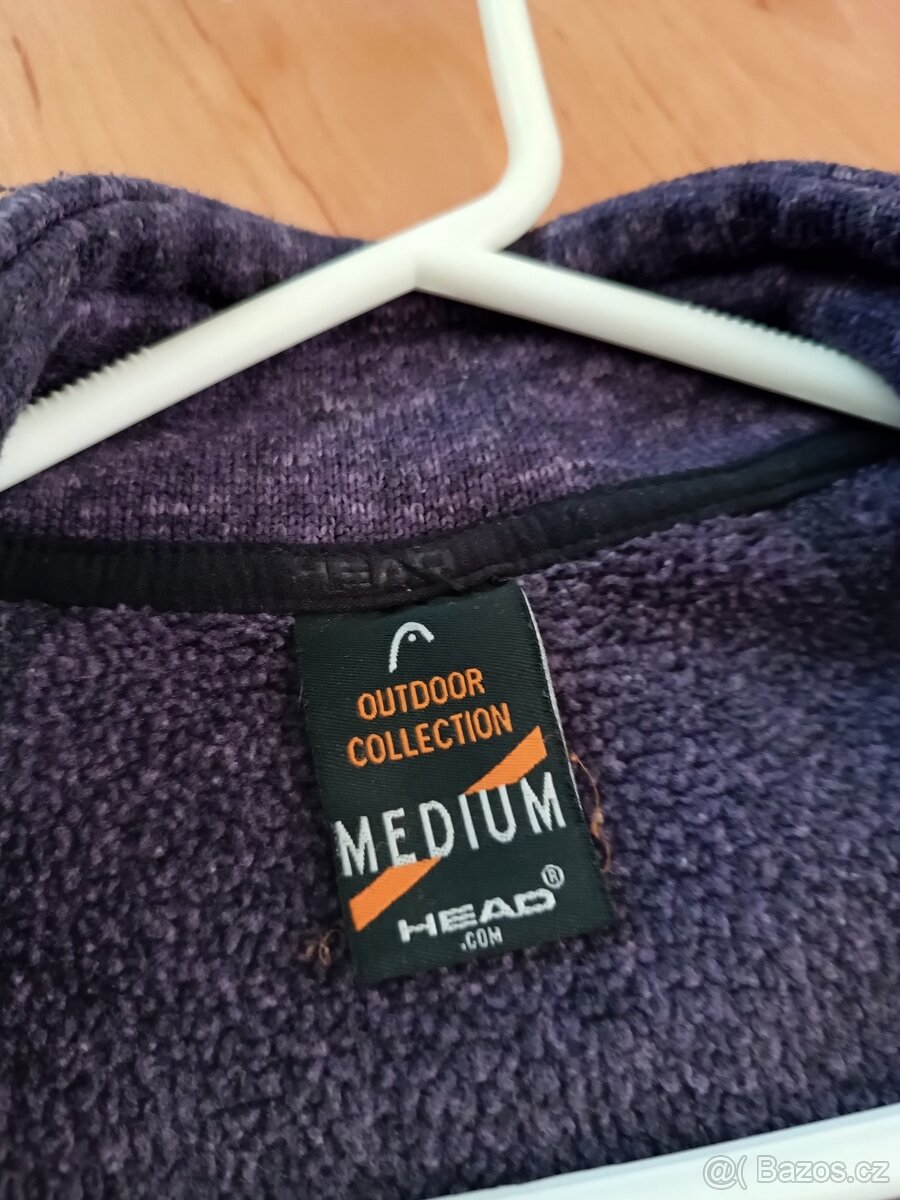 HEAD
OUTDOOR
COLLECTION
MEDIUM
HEAD®
.COM
@( Bazos.cz